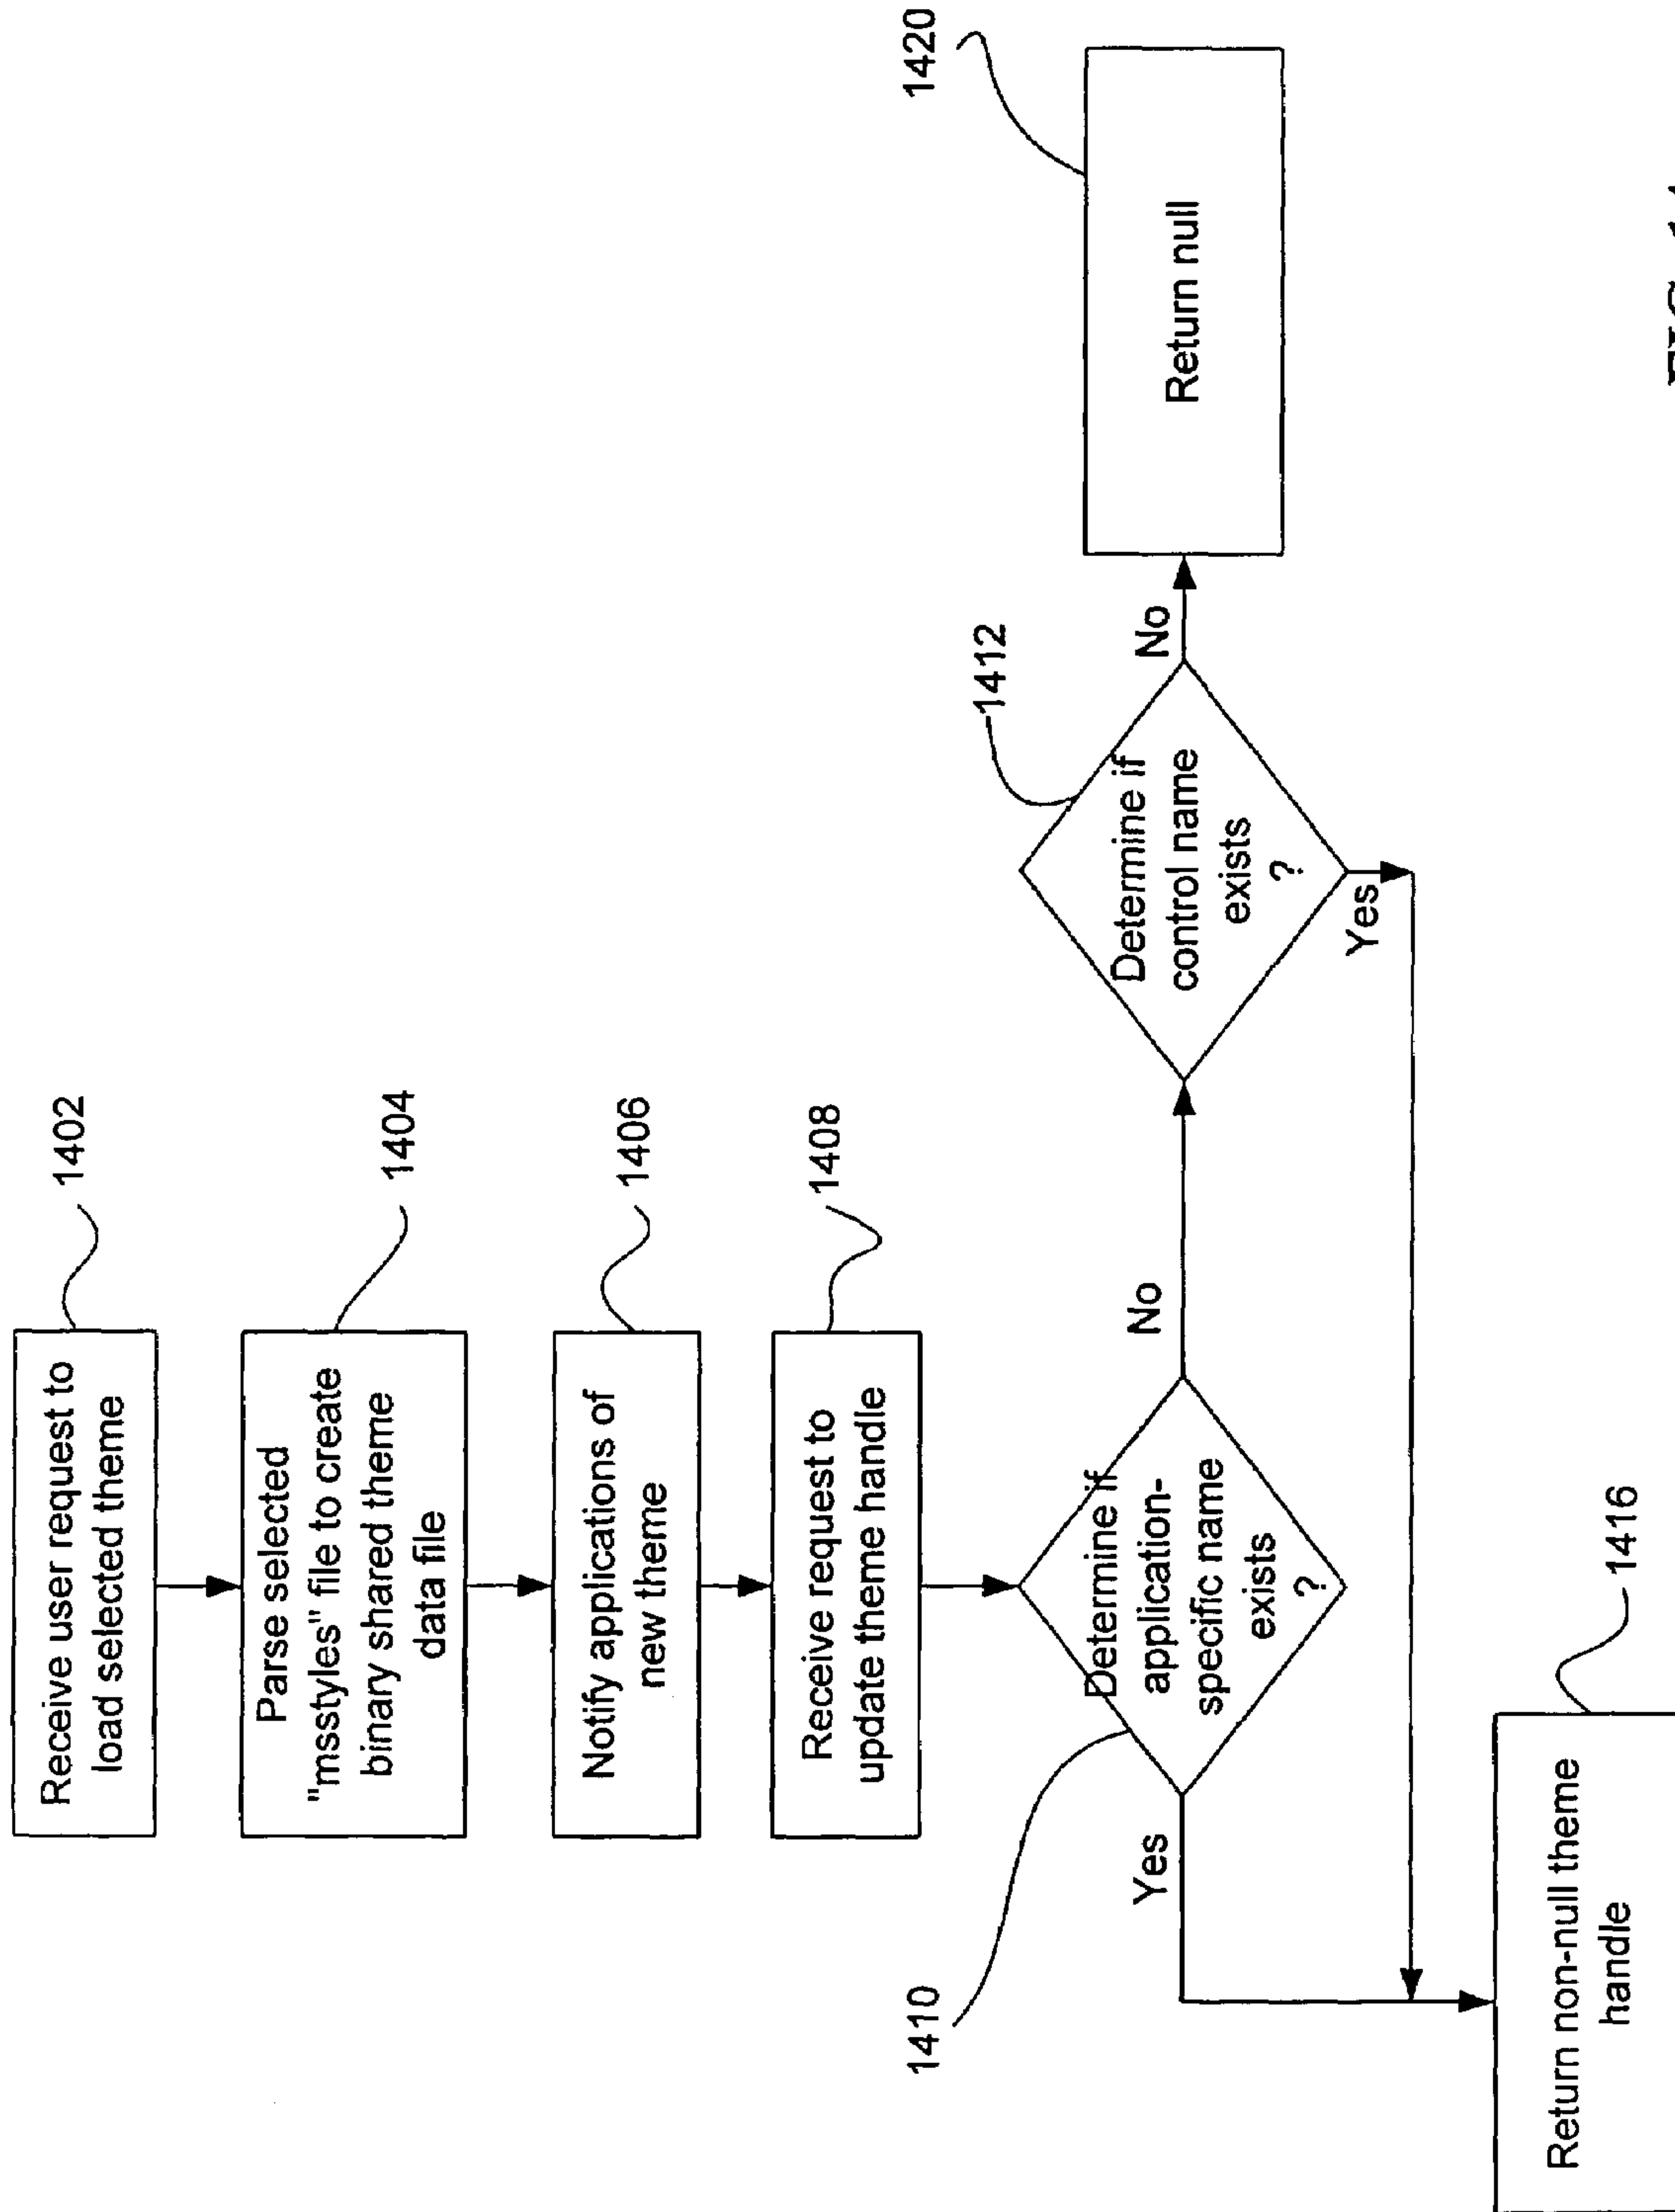 Receive user request to
load selected theme
1402
Parse selected
"msstyles" file to create
binary shared theme
data file
1404
Notify applications of
new theme
1406
Receive request to
update theme handle
1408
Determine if
application-
specific name
exists
?
1410
Yes
No
Determine if
control name
exists
?
1412
No
Yes
Return null
1420
Return non-null theme
handle
1416